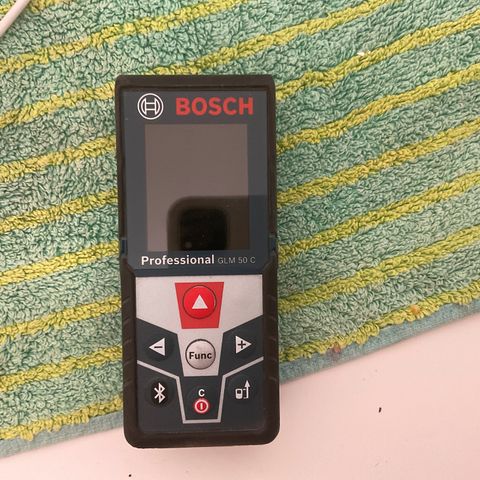 BOSCH
Professional GLM 50 C
Func
C